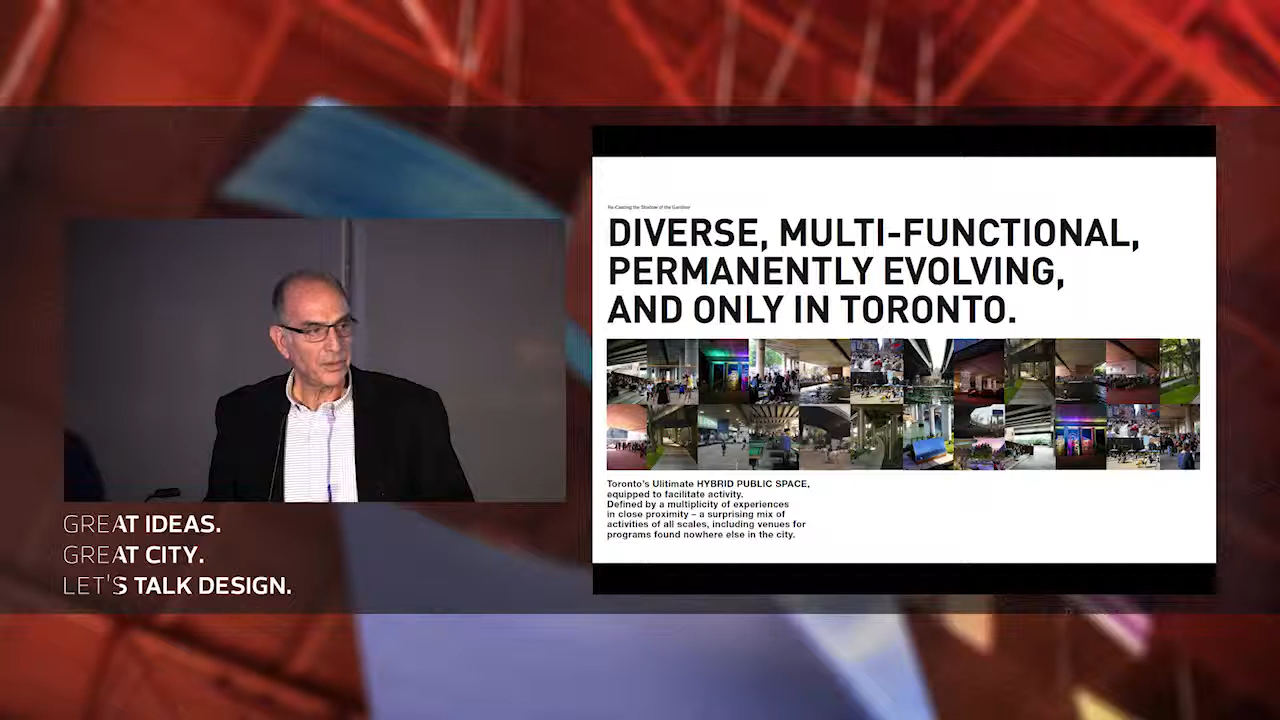 Re-Casting the Shadow of the Gardiner
DIVERSE, MULTI-FUNCTIONAL,
PERMANENTLY EVOLVING,
AND ONLY IN TORONTO.
Toronto's Ulitimate HYBRID PUBLIC SPACE,
equipped to facilitate activity.
Defined by a multiplicity of experiences
in close proximity – a surprising mix of
activities of all scales, including venues for
programs found nowhere else in the city.
GREAT IDEAS.
GREAT CITY.
LET'S TALK DESIGN.